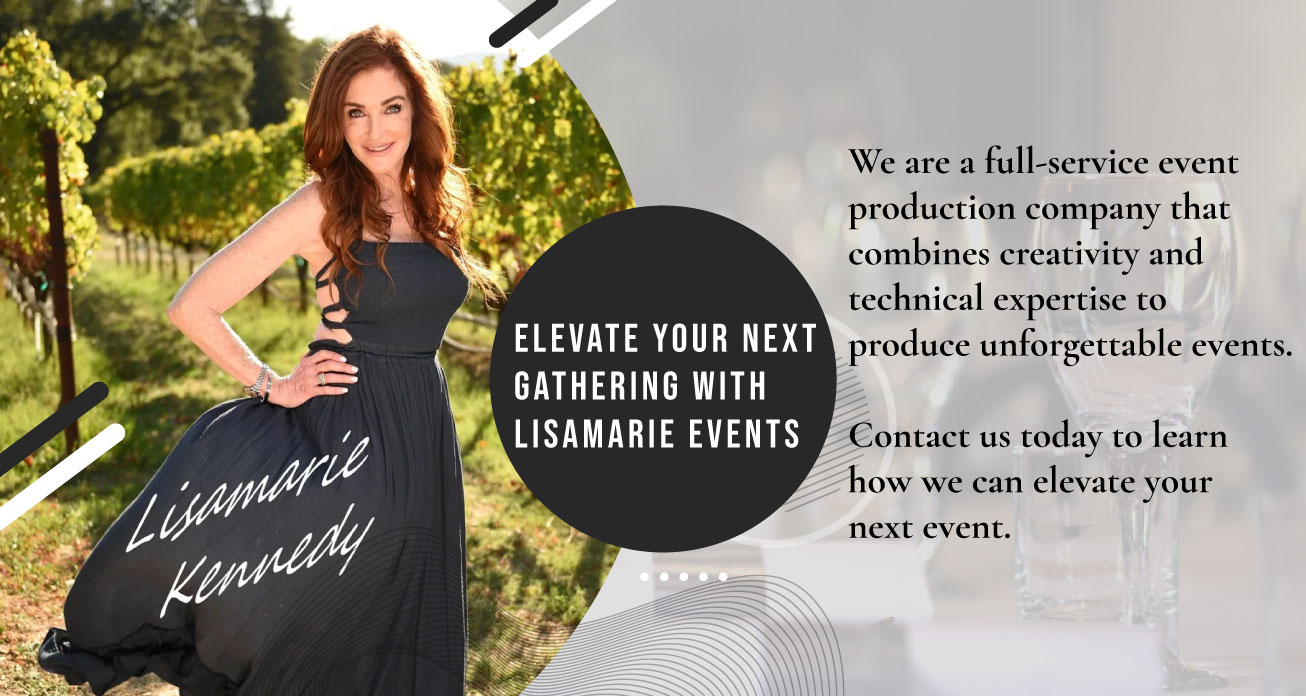 Lisamarie
Kennedy
ELEVATE YOUR NEXT
GATHERING WITH
LISAMARIE EVENTS
We are a full-service event
production company that
combines creativity and
technical expertise to
produce unforgettable events.
Contact us today to learn
how we can elevate your
next event.